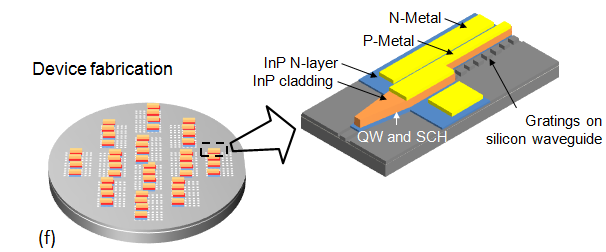 Device fabrication
N-Metal
P-Metal
InP N-layer
InP cladding
QW and SCH
Gratings on
silicon waveguide
(f)